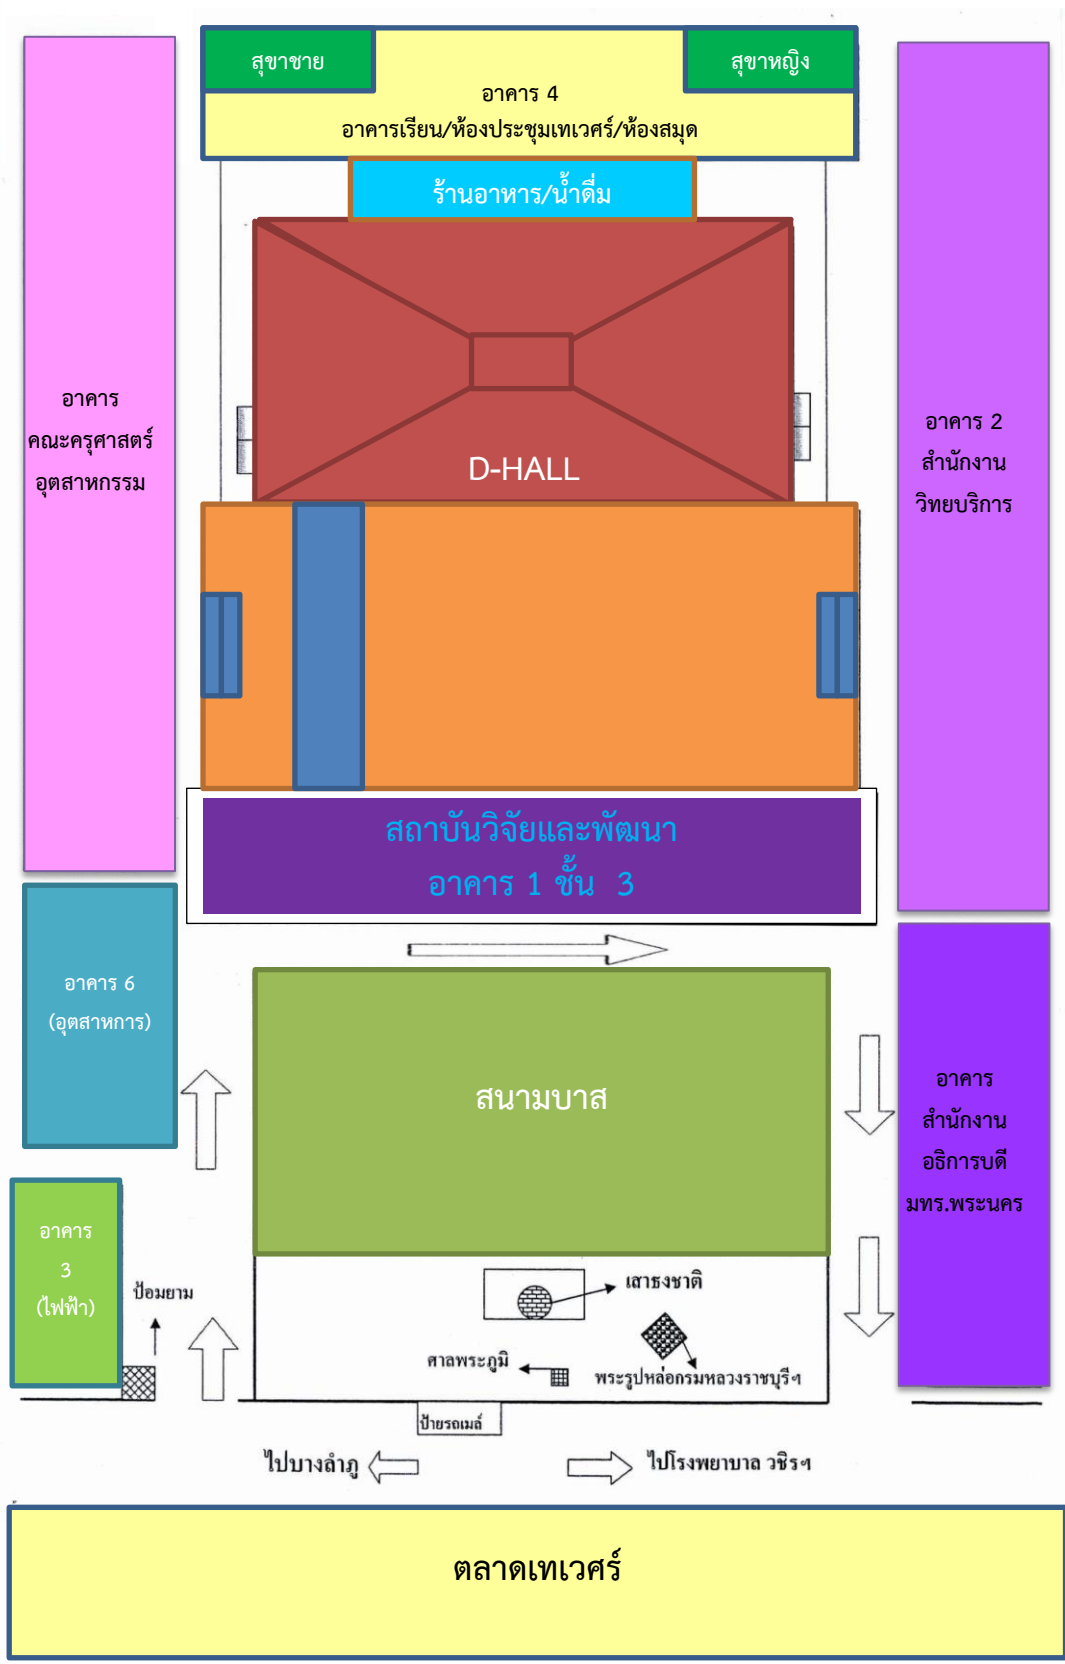 สุขาชาย
สุขาหญิง
อาคาร 4
อาคารเรียน/ห้องประชุมเทเวศร์/ห้องสมุด
ร้านอาหาร/น้ำดื่ม
อาคาร
คณะครุศาสตร์
อุตสาหกรรม
D-HALL
อาคาร 2
สำนักงาน
วิทยบริการ
สถาบันวิจัยและพัฒนา
อาคาร 1 ชั้น 3
อาคาร 6
(อุตสาหการ)
สนามบาส
อาคาร
สำนักงาน
อธิการบดี
มทร.พระนคร
อาคาร
3
(ไฟฟ้า)
ป้อมยาม
เสาธงชาติ
ศาลพระภูมิ
พระรูปหล่อกรมหลวงราชบุรีฯ
ป้ายรถเมล์
ไปบางลำภู
ไปโรงพยาบาล วชิรฯ
ตลาดเทเวศร์